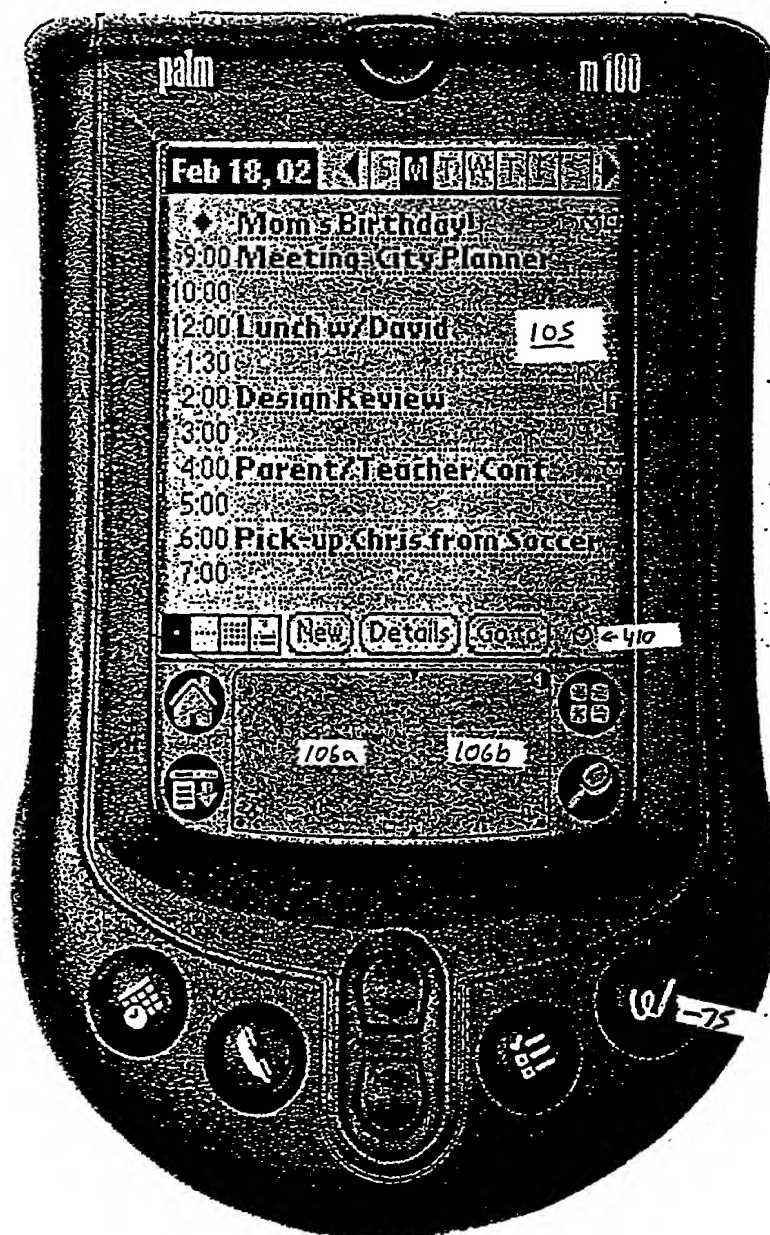 palm m100
Feb 18, 02 S M T W T F S
Mom's Birthday!
9:00 Meeting-City Planner
10:00
12:00 Lunch w/David 105
1:30
2:00 Design Review
3:00
4:00 Parent/Teacher Conf
5:00
6:00 Pick-up Chris from Soccer
7:00
New Details Go to 410
1
106a 106b
75